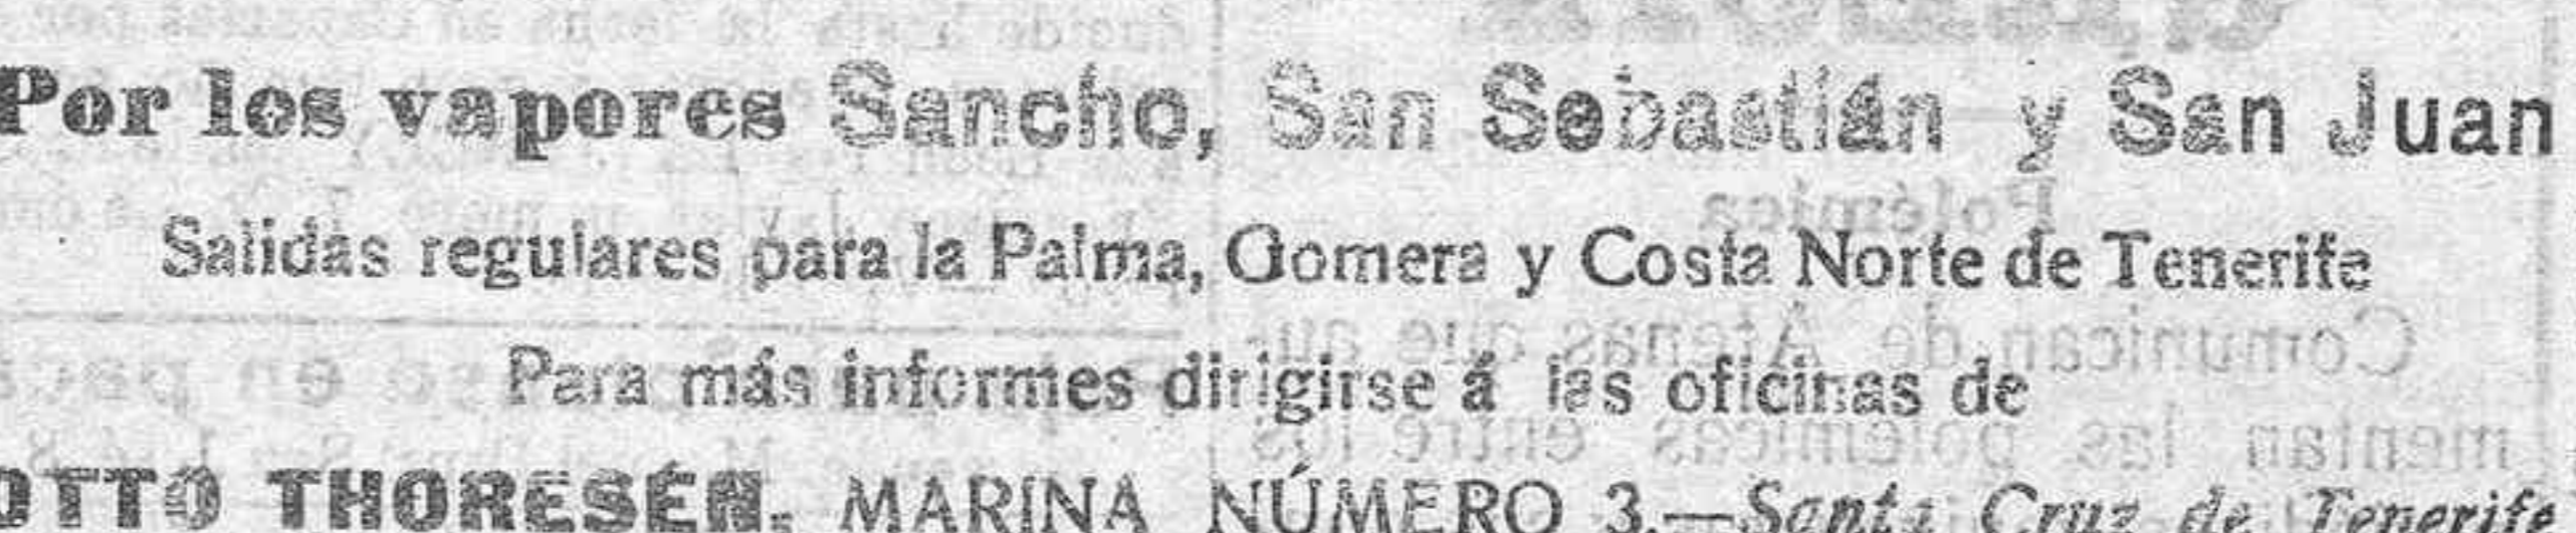 Por los vapores Sancho, San Sebastián y San Juan
Salidas regulares para la Palma, Gomera y Costa Norte de Tenerife
Para más informes dirigirse á las oficinas de
OTTO THORESEN. MARINA NÚMERO 3.—Santa Cruz de Tenerife